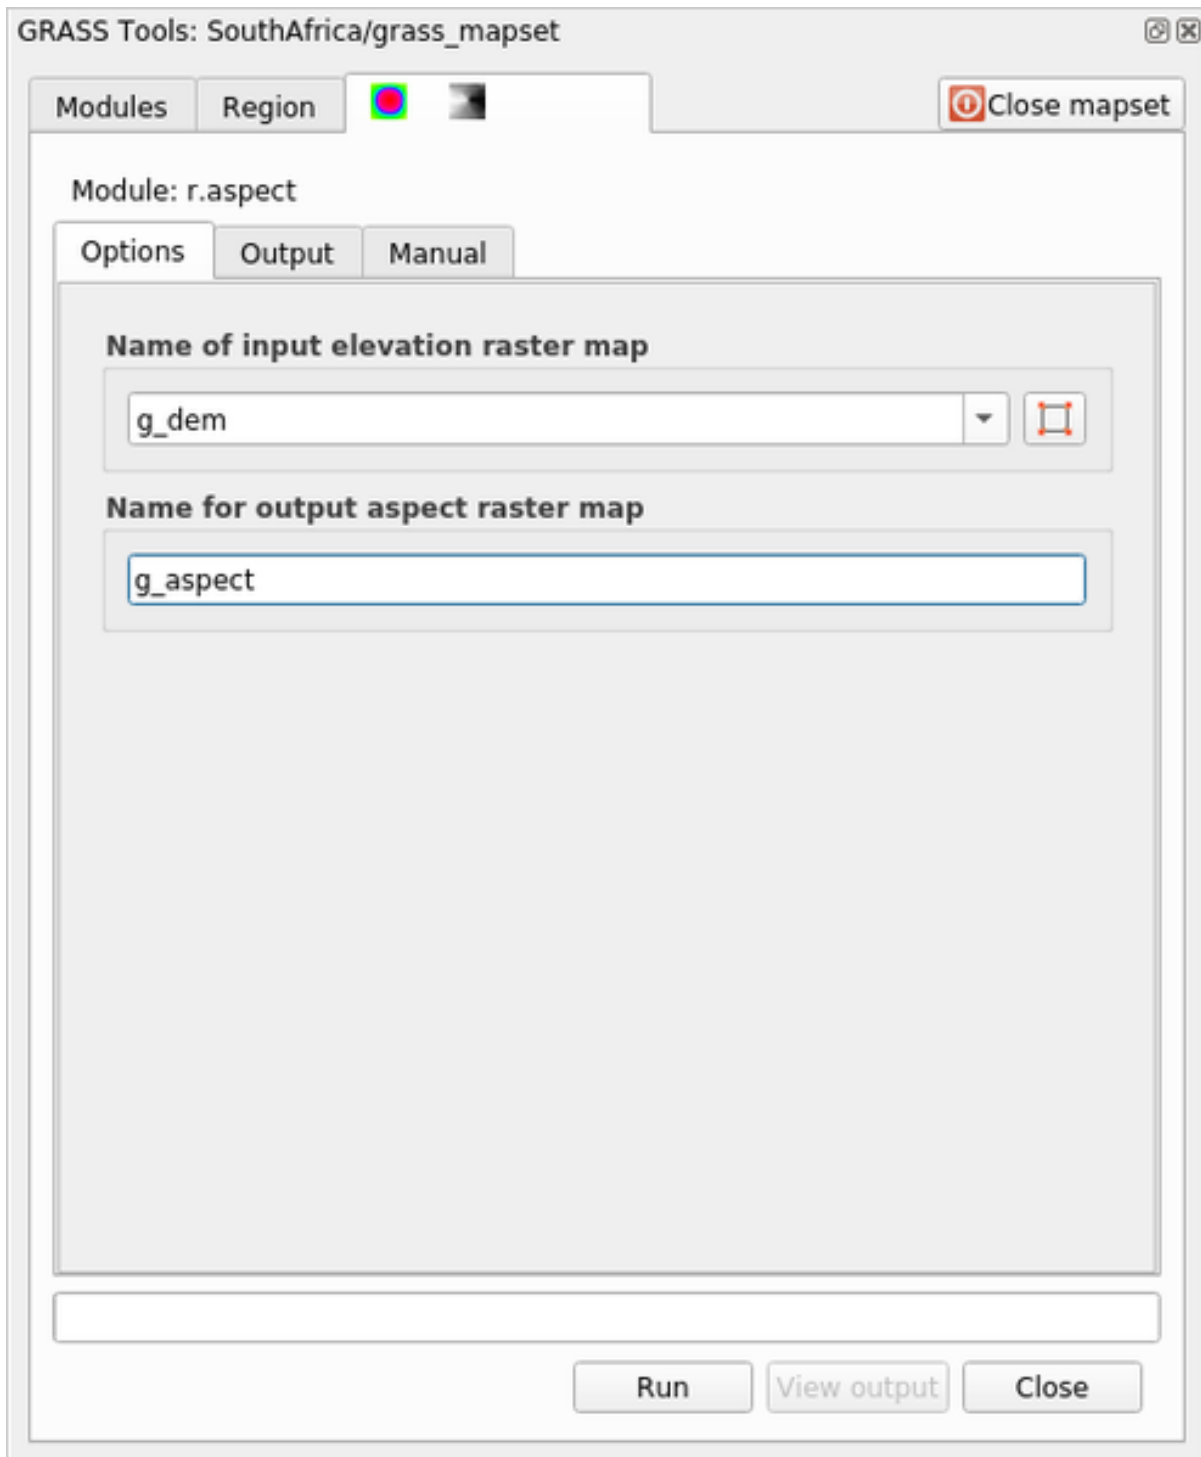 GRASS Tools: SouthAfrica/grass_mapset
Modules Region Close mapset
Module: r.aspect
Options Output Manual
Name of input elevation raster map
g_dem
Name for output aspect raster map
g_aspect
Run View output Close